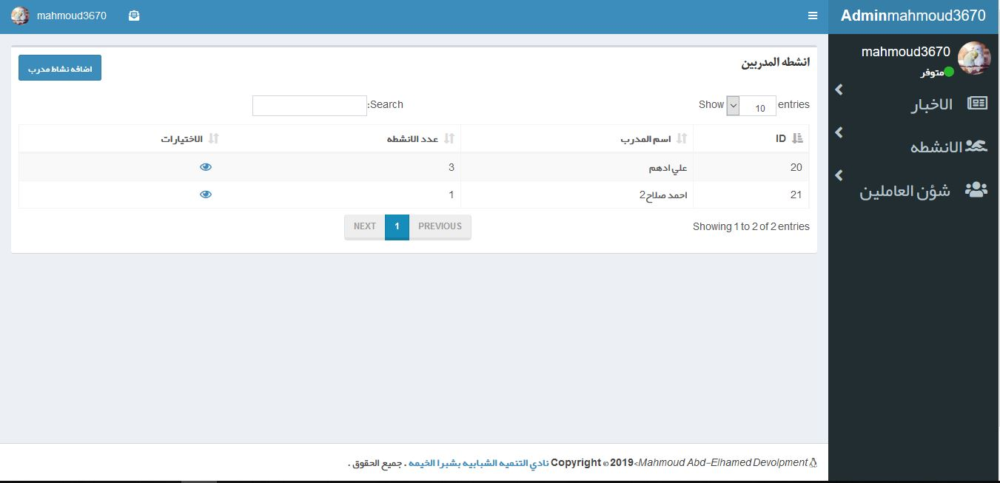 Adminmahmoud3670
mahmoud3670
mahmoud3670
متوفر
الاخبار
الانشطه
شؤن العاملين
انشطه المدربين
اضافه نشاط مدرب
Show 10 entries
Search:
ID اسم المدرب عدد الانشطه الاختيارات
20 علي ادهم 3
21 احمد صلاح2 1
Showing 1 to 2 of 2 entries
PREVIOUS 1 NEXT
Mahmoud Abd-Elhamed Devolpment> Copyright © 2019 نادي التنميه الشبابيه بشبرا الخيمه . جميع الحقوق .